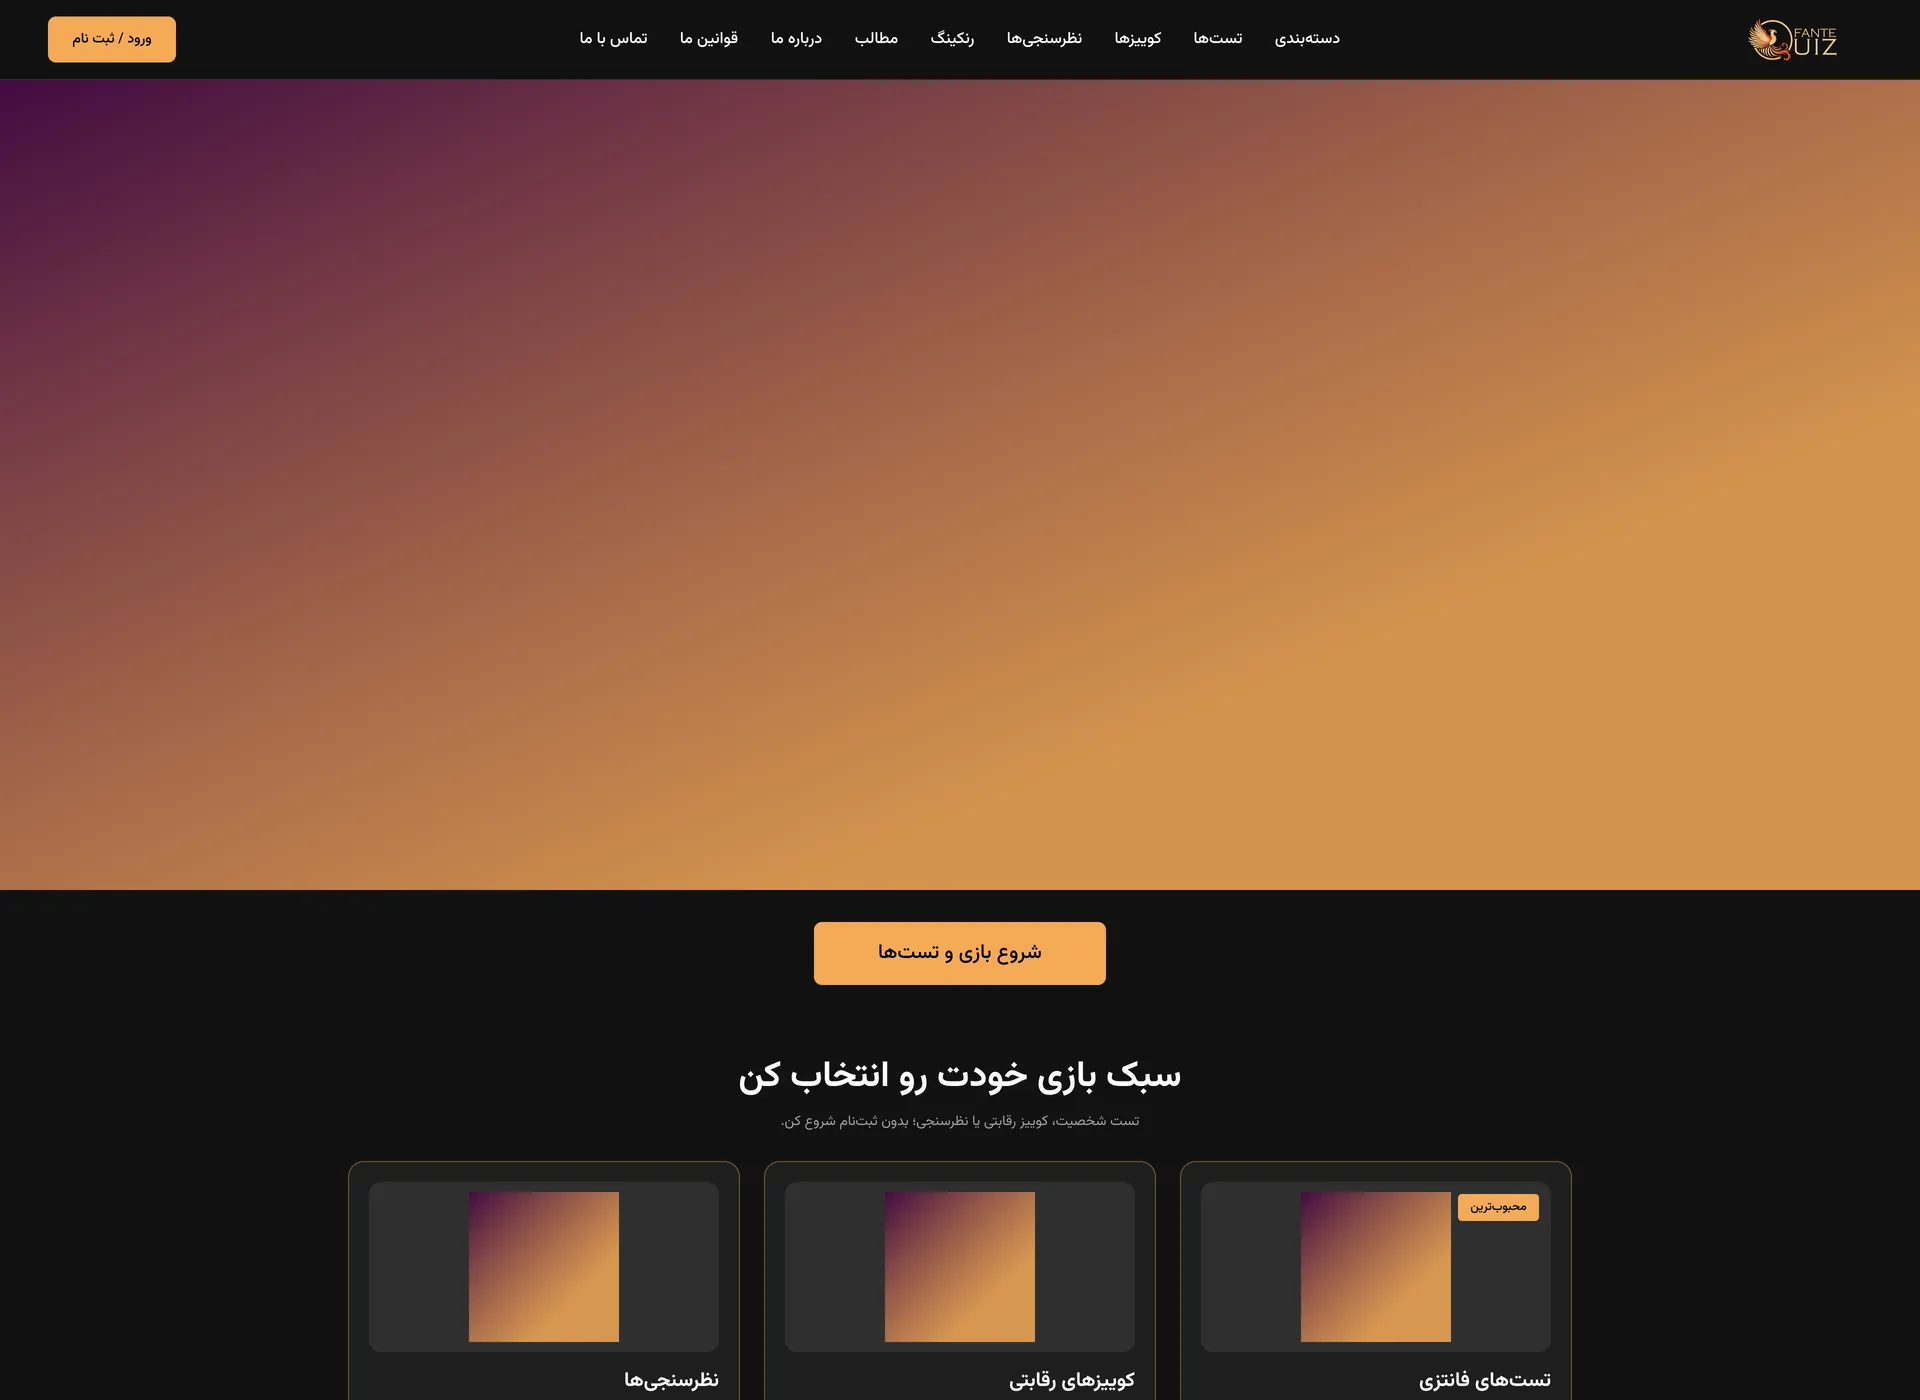 FANTE
QUIZ
دسته‌بندی
تست‌ها
کوییزها
نظرسنجی‌ها
رنکینگ
مطالب
درباره ما
قوانین ما
تماس با ما
ورود / ثبت نام
شروع بازی و تست‌ها
سبک بازی خودت رو انتخاب کن
تست شخصیت، کوییز رقابتی یا نظرسنجی؛ بدون ثبت‌نام شروع کن.
محبوب‌ترین
تست‌های فانتزی
کوییزهای رقابتی
نظرسنجی‌ها